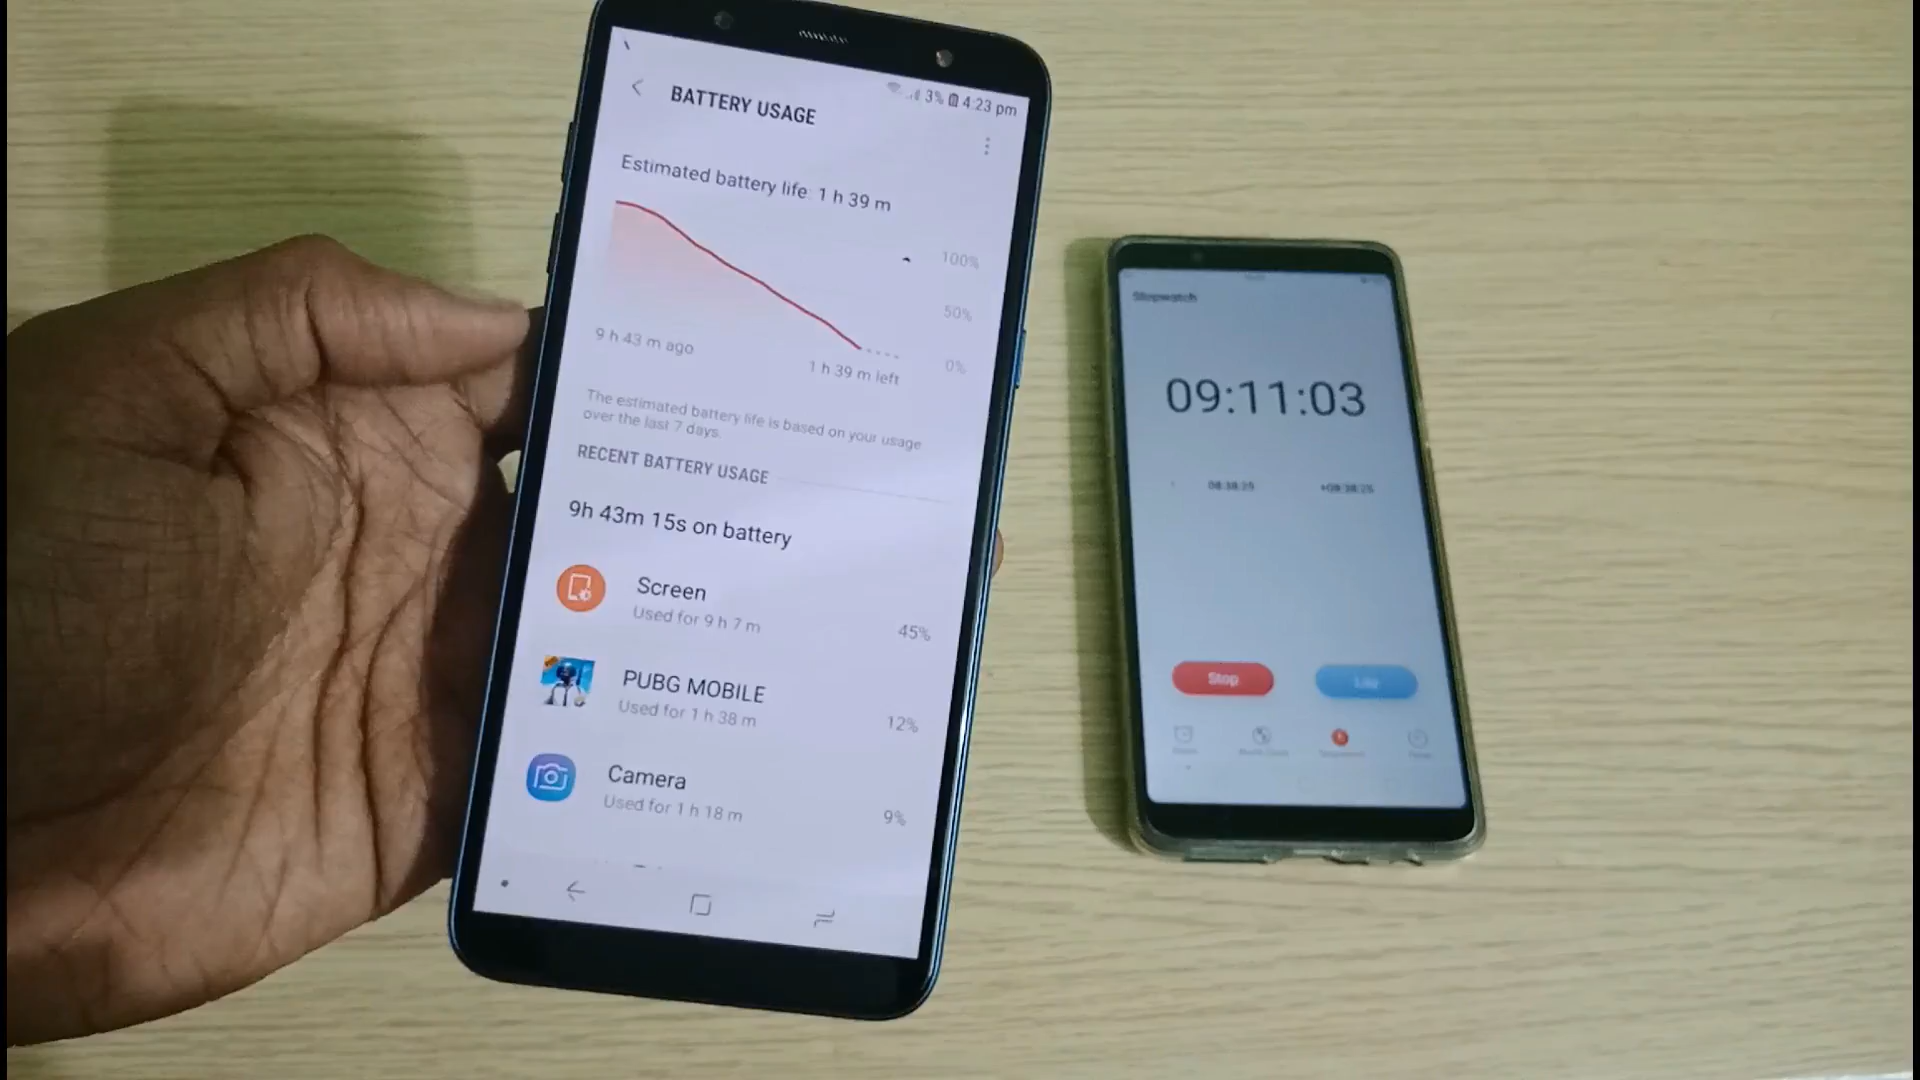 3% 4:23 pm
BATTERY USAGE
Estimated battery life: 1 h 39 m
100%
50%
0%
9 h 43 m ago
1 h 39 m left
The estimated battery life is based on your usage
over the last 7 days.
RECENT BATTERY USAGE
9h 43m 15s on battery
Screen
Used for 9 h 7 m
45%
PUBG MOBILE
Used for 1 h 38 m
12%
Camera
Used for 1 h 18 m
9%
Stopwatch
09:11:03
Stop